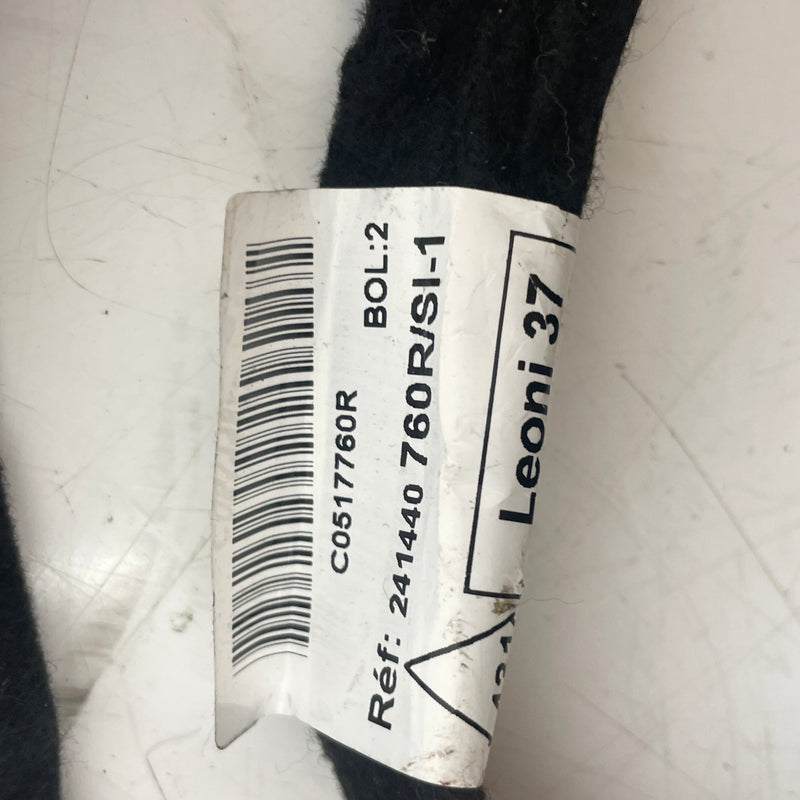 C0517760R
BOL:2
Réf: 241440 760R/SI-1
Leoni 37